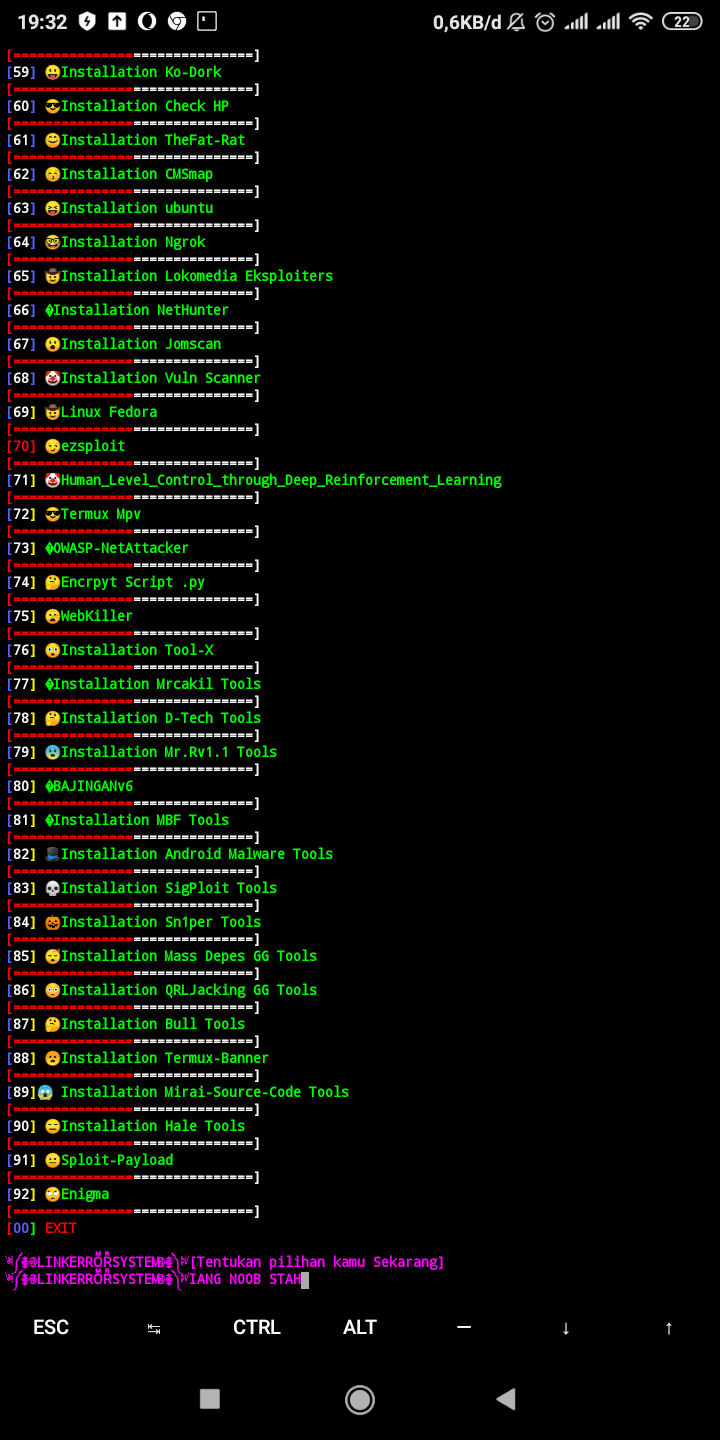 19:32 0,6KB/d 22
[==============================]
[59] 😛Installation Ko-Dork
[==============================]
[60] 😎Installation Check HP
[==============================]
[61] 😊Installation TheFat-Rat
[==============================]
[62] 😚Installation CMSmap
[==============================]
[63] 😝Installation ubuntu
[==============================]
[64] 🤓Installation Ngrok
[==============================]
[65] 🤠Installation Lokomedia Eksploiters
[==============================]
[66] �Installation NetHunter
[==============================]
[67] 😮Installation Jomscan
[==============================]
[68] 🤡Installation Vuln Scanner
[==============================]
[69] 🤠Linux Fedora
[==============================]
[70] 😏ezsploit
[==============================]
[71] 🤡Human_Level_Control_through_Deep_Reinforcement_Learning
[==============================]
[72] 😎Termux Mpv
[==============================]
[73] �OWASP-NetAttacker
[==============================]
[74] 🤔Encrpyt Script .py
[==============================]
[75] 😦WebKiller
[==============================]
[76] 😳Installation Tool-X
[==============================]
[77] �Installation Mrcakil Tools
[==============================]
[78] 🤔Installation D-Tech Tools
[==============================]
[79] 😨Installation Mr.Rv1.1 Tools
[==============================]
[80] �BAJINGANv6
[==============================]
[81] �Installation MBF Tools
[==============================]
[82] 🎩Installation Android Malware Tools
[==============================]
[83] 💀Installation SigPloit Tools
[==============================]
[84] 🎃Installation Sn1per Tools
[==============================]
[85] 😴Installation Mass Depes GG Tools
[==============================]
[86] 😳Installation QRLJacking GG Tools
[==============================]
[87] 🤔Installation Bull Tools
[==============================]
[88] 😦Installation Termux-Banner
[==============================]
[89]😱 Installation Mirai-Source-Code Tools
[==============================]
[90] 😑Installation Hale Tools
[==============================]
[91] 😐Sploit-Payload
[==============================]
[92] 🙄Enigma
[==============================]
[00] EXIT
LINKERRORSYSTEM [Tentukan pilihan kamu Sekarang]
LINKERRORSYSTEM IANG NOOB STAH
ESC ↹ CTRL ALT — ↓ ↑